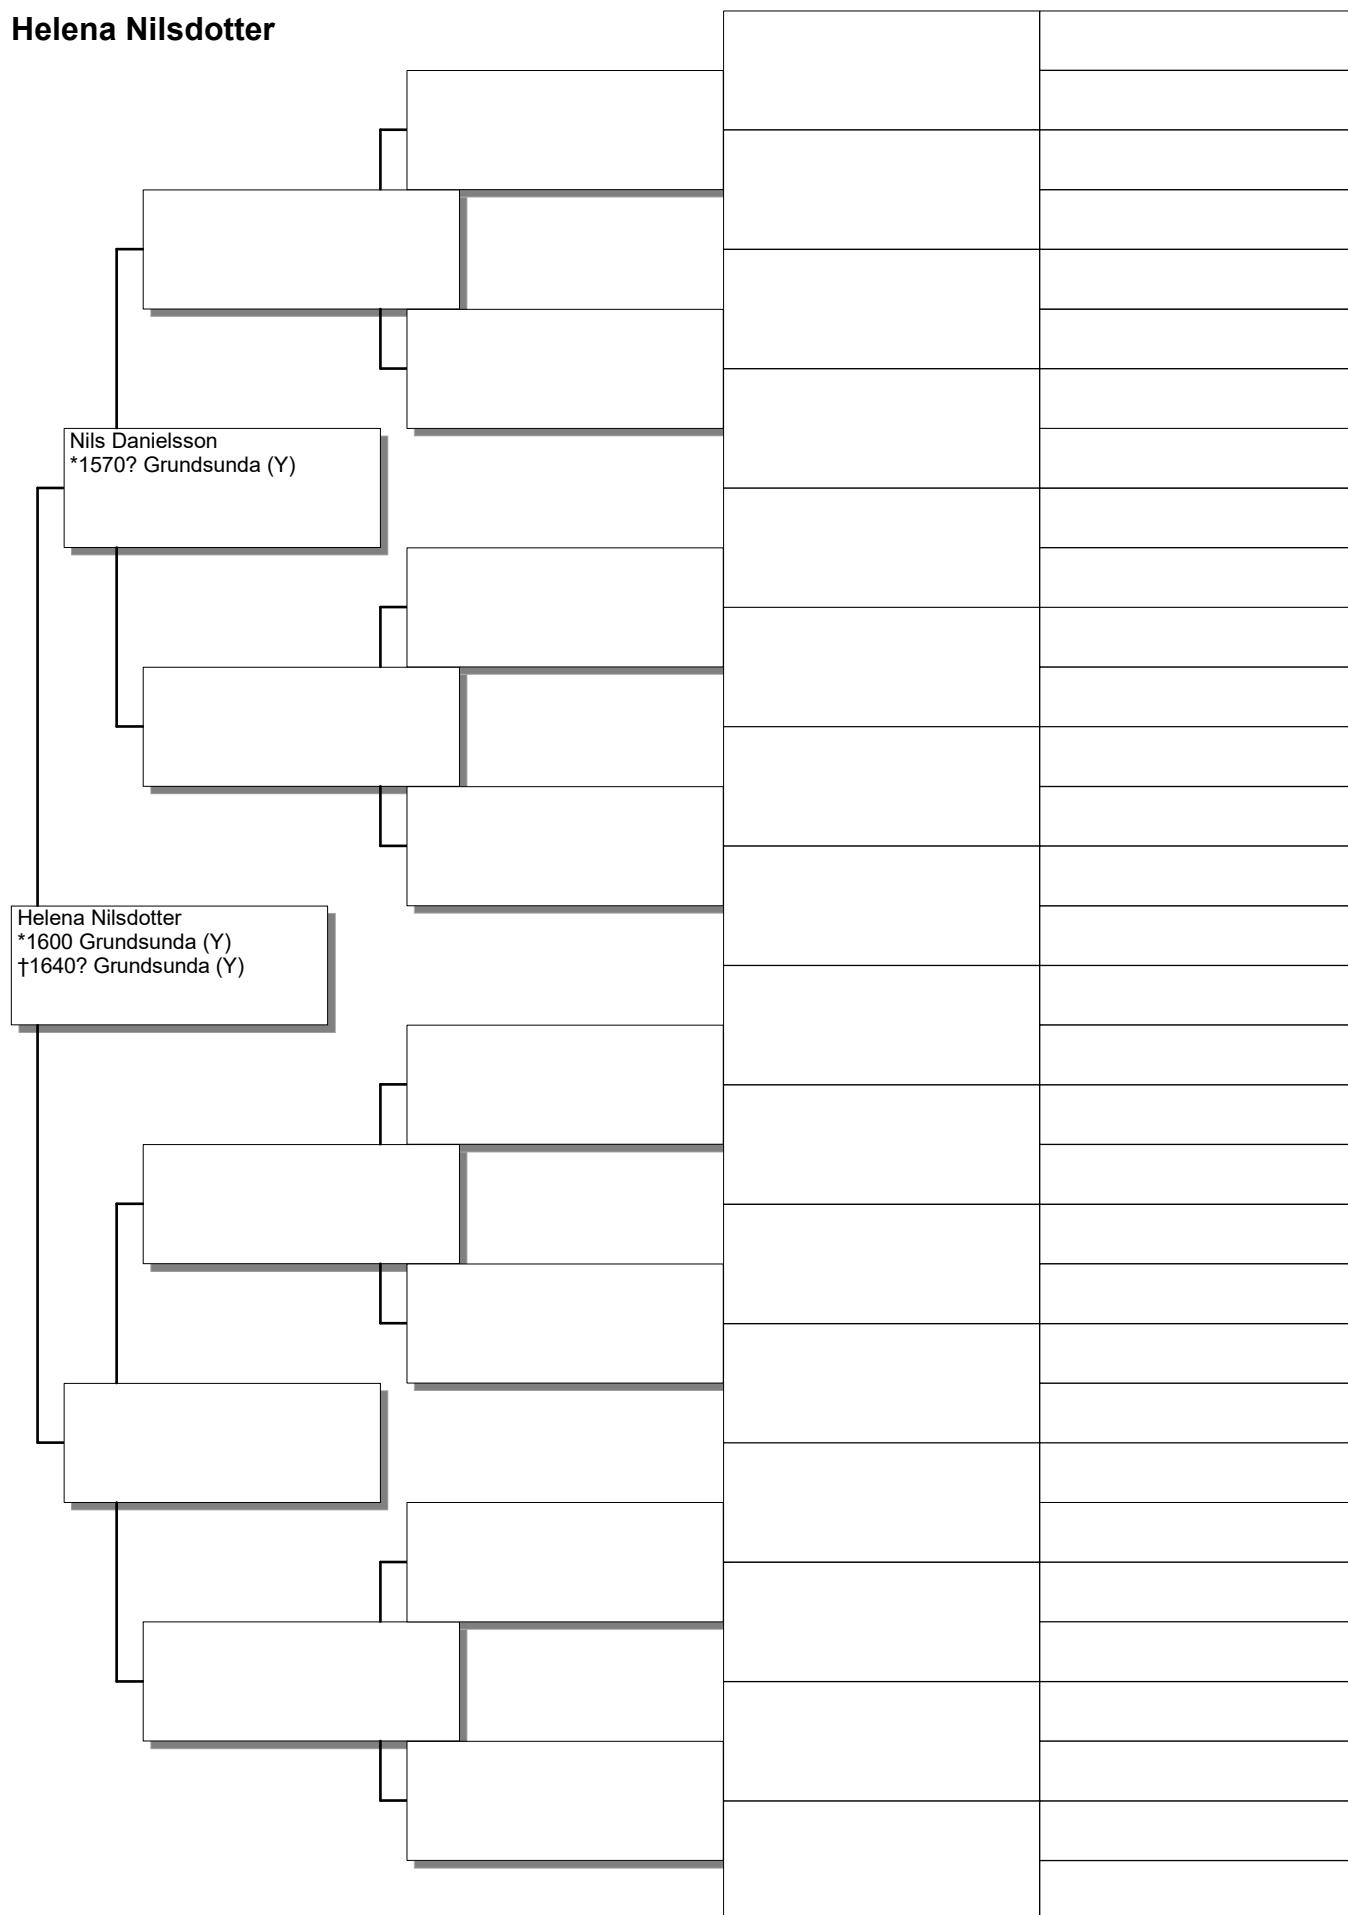 Helena Nilsdotter
Nils Danielsson
*1570? Grundsunda (Y)
Helena Nilsdotter
*1600 Grundsunda (Y)
†1640? Grundsunda (Y)